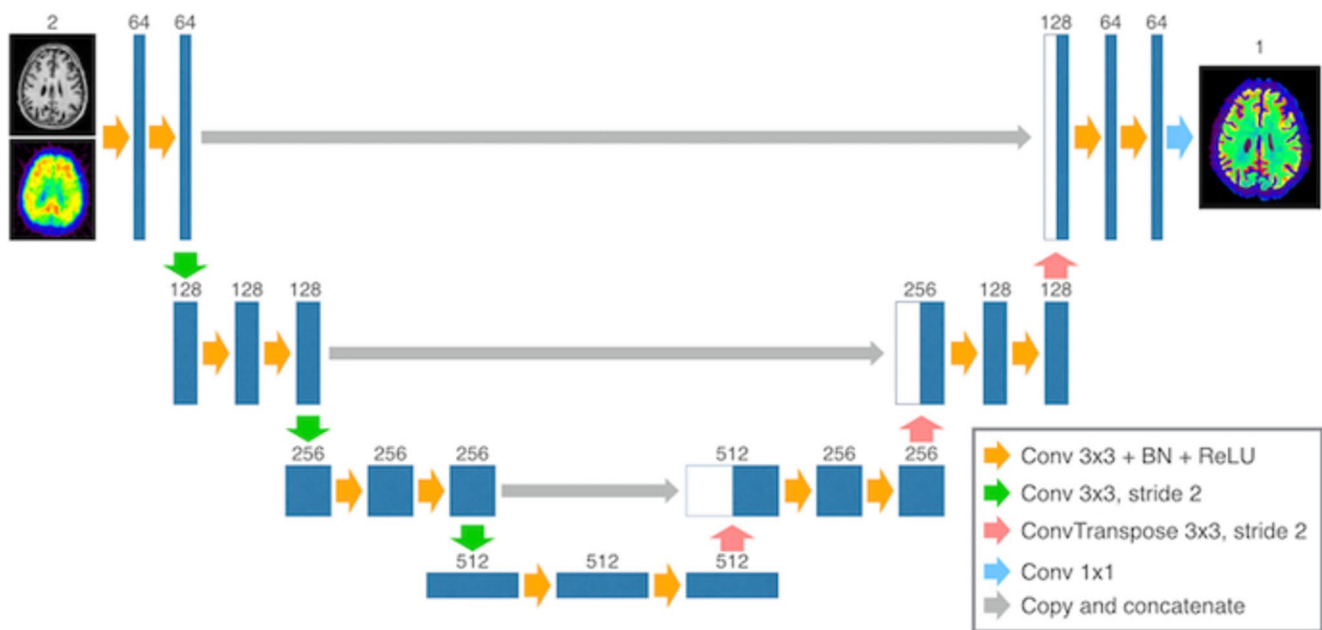 2 64 64 128 64 64 1
128 128 128 256 128 128
256 256 256 512 256 256
512 512 512
Conv 3x3 + BN + ReLU
Conv 3x3, stride 2
ConvTranspose 3x3, stride 2
Conv 1x1
Copy and concatenate